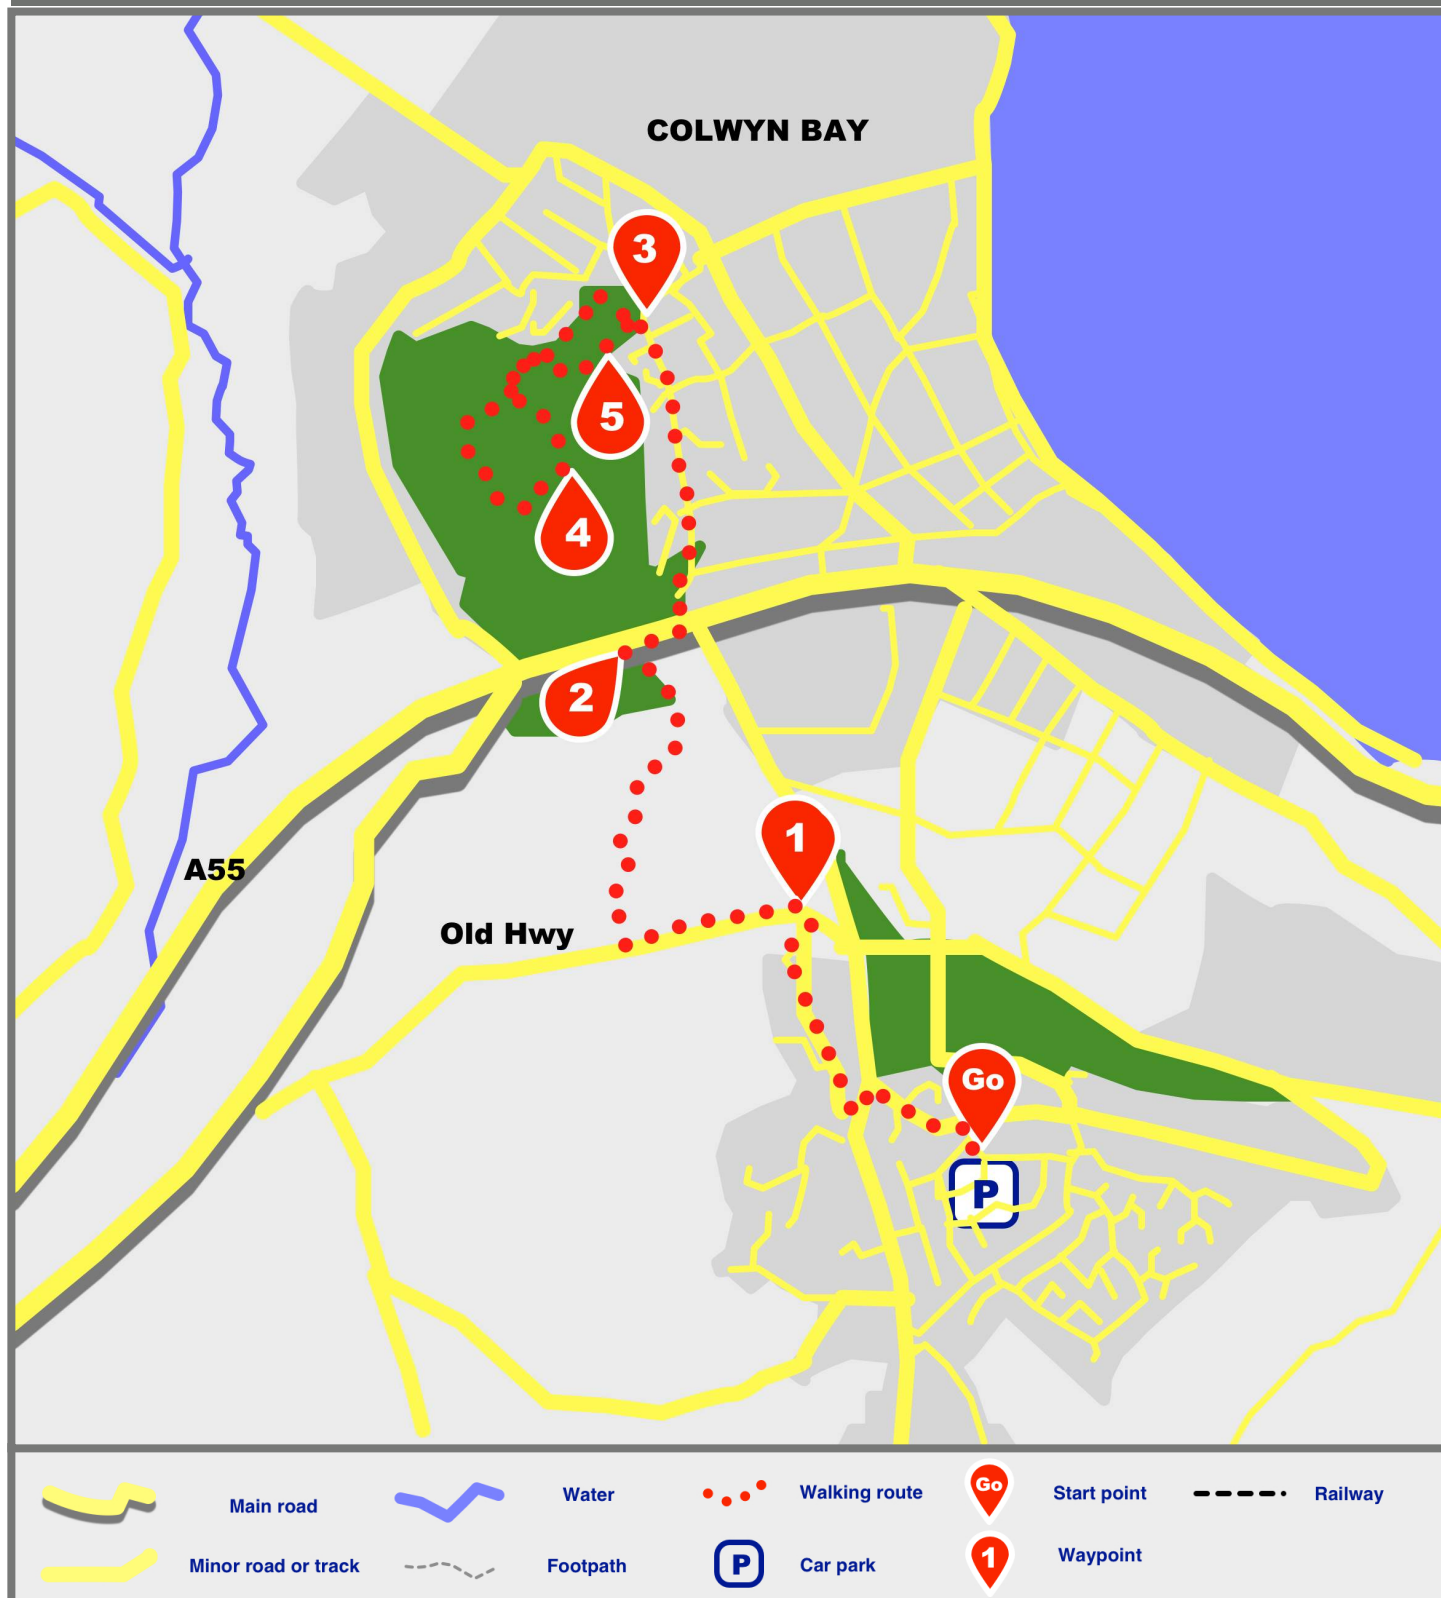 COLWYN BAY
3
5
4
2
1
A55
Old Hwy
Go
P
Main road
Water
Walking route
Go
Start point
Railway
Minor road or track
Footpath
P
Car park
1
Waypoint